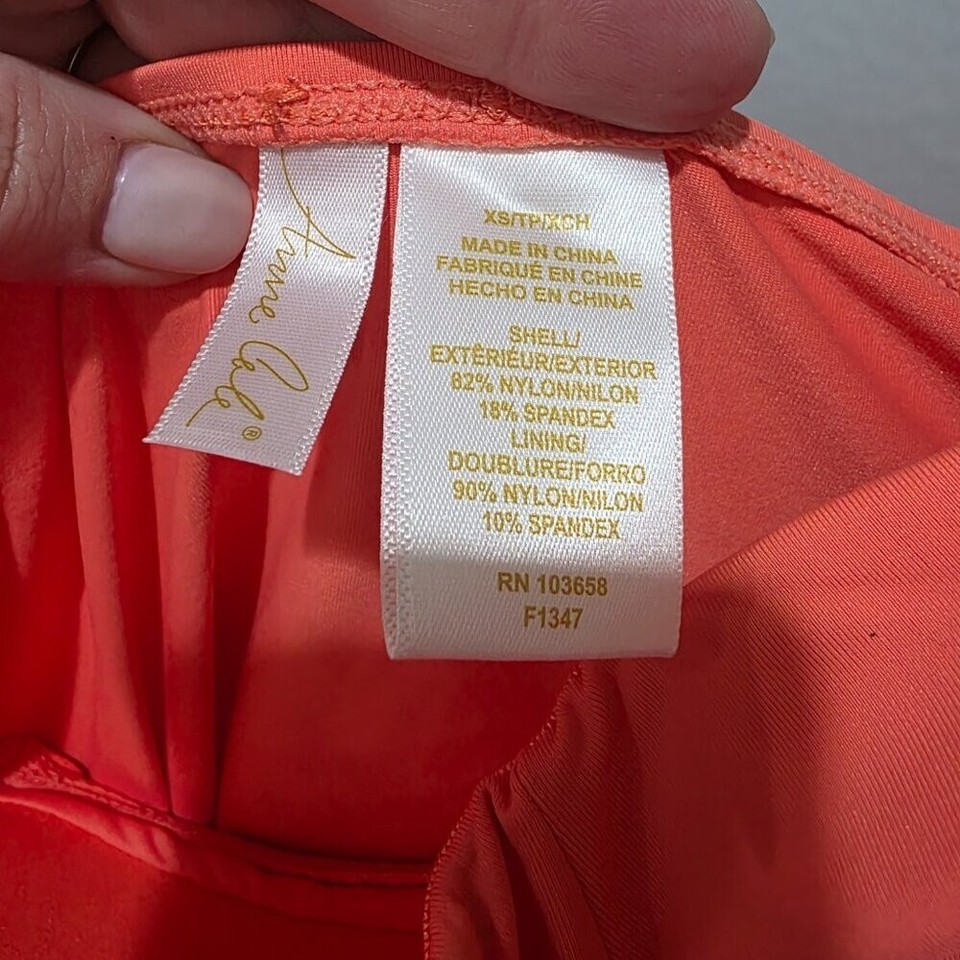 Anne Cole®
XS/TP/XCH
MADE IN CHINA
FABRIQUÉ EN CHINE
HECHO EN CHINA
SHELL/
EXTÉRIEUR/EXTERIOR
82% NYLON/NILON
18% SPANDEX
LINING/
DOUBLURE/FORRO
90% NYLON/NILON
10% SPANDEX
RN 103658
F1347